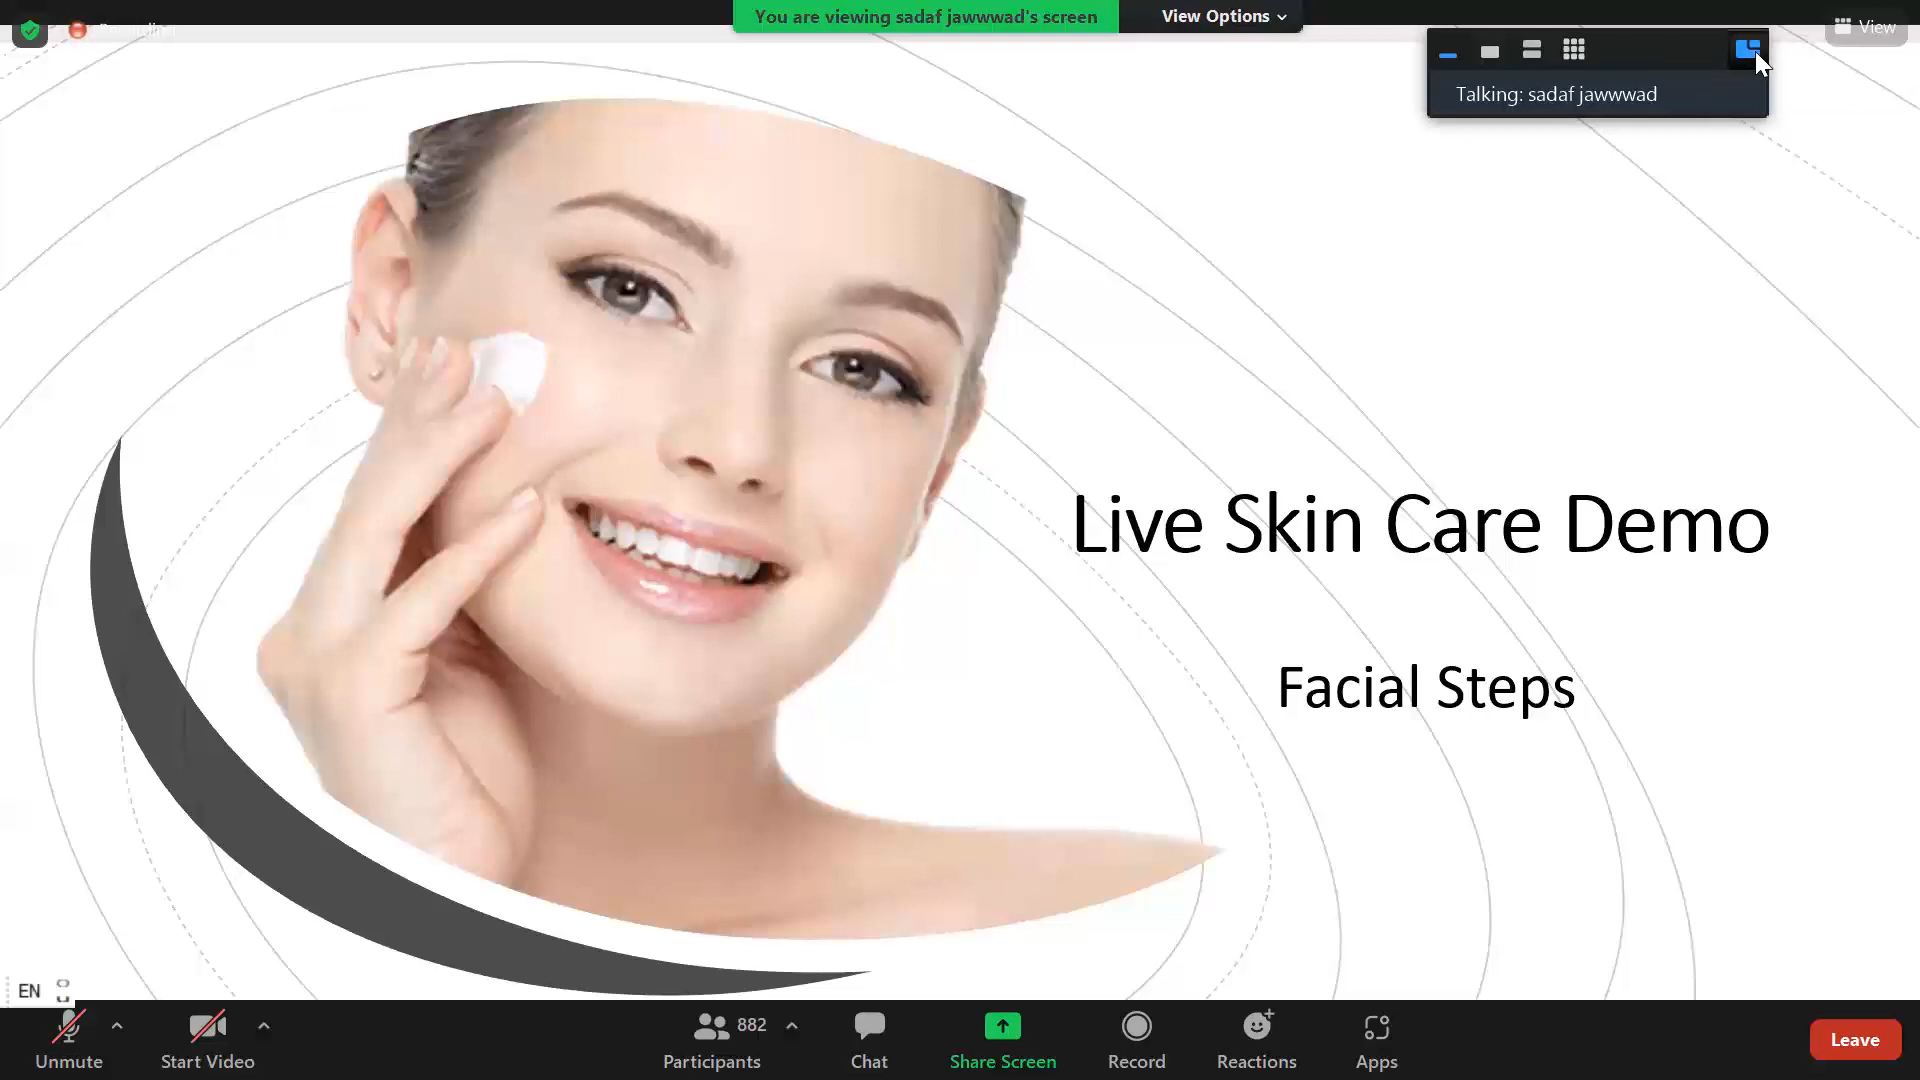 You are viewing sadaf jawwwad's screen
View Options
Recording
View
Talking: sadaf jawwwad
Live Skin Care Demo
Facial Steps
EN
Unmute
Start Video
882
Participants
Chat
Share Screen
Record
Reactions
Apps
Leave